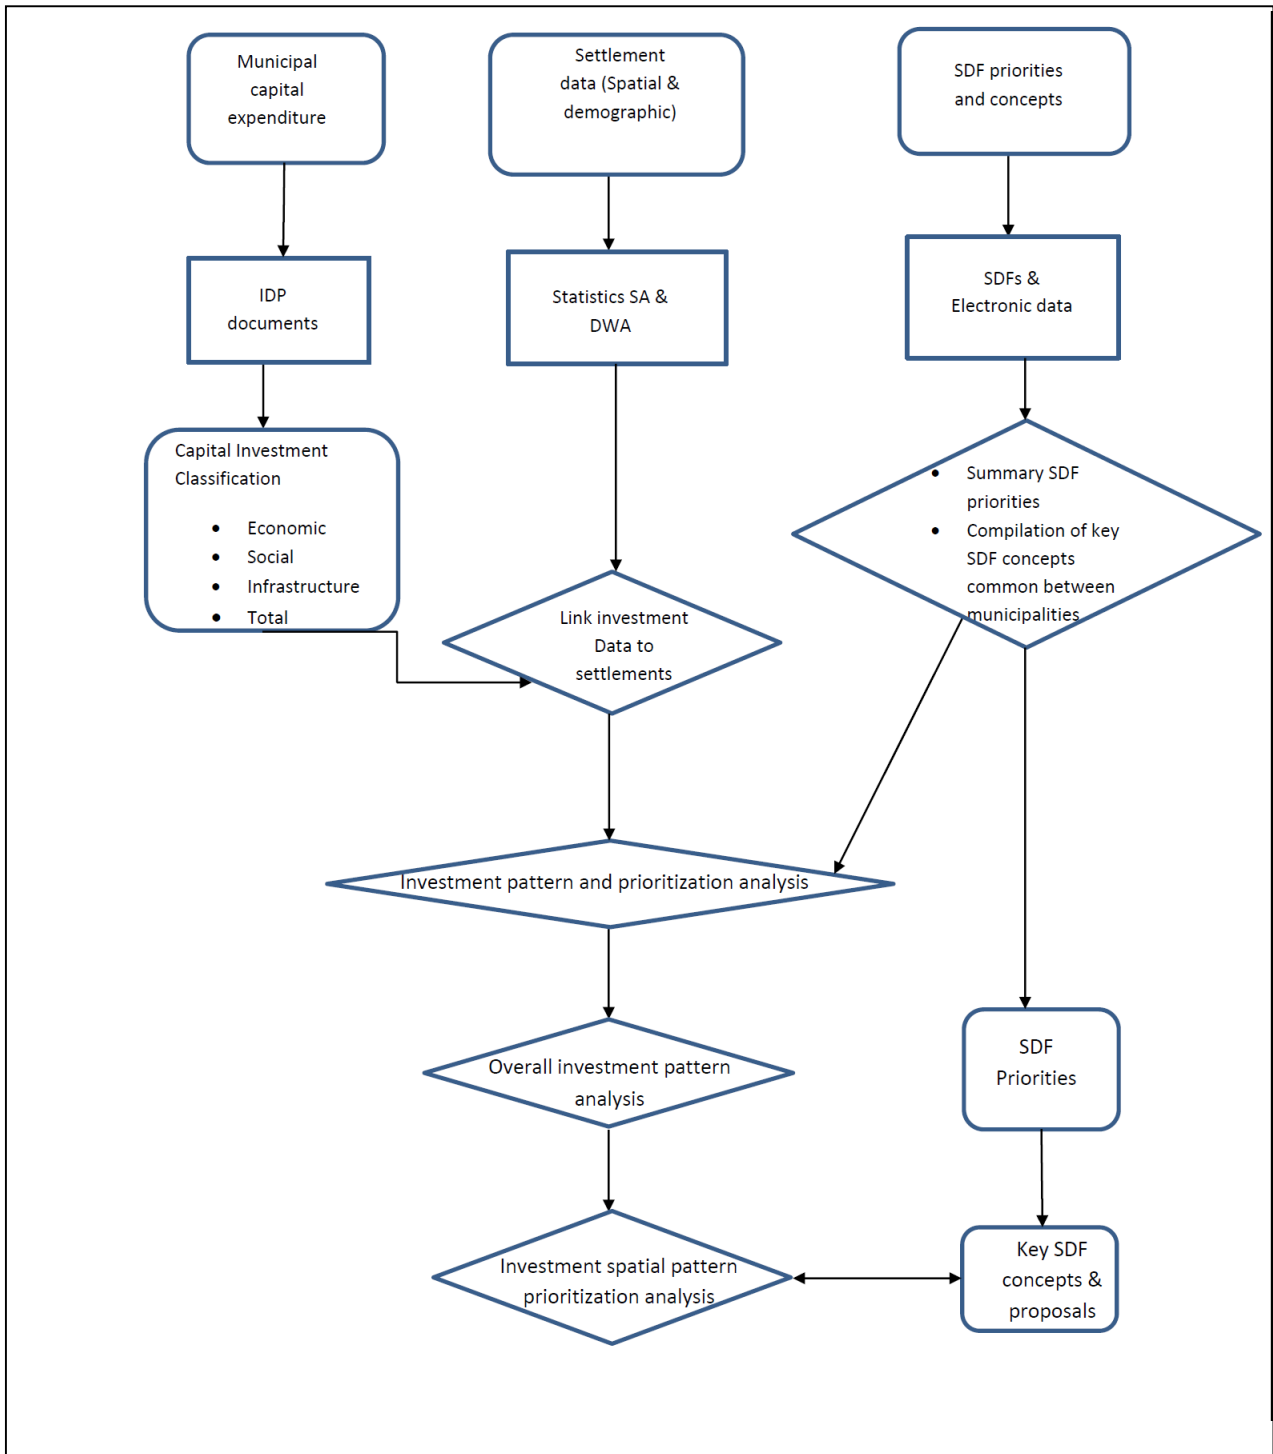 Municipal
capital
expenditure
Settlement
data (Spatial &
demographic)
SDF priorities
and concepts
IDP
documents
Statistics SA &
DWA
SDFs &
Electronic data
Capital Investment
Classification
• Economic
• Social
• Infrastructure
• Total
• Summary SDF
priorities
• Compilation of key
SDF concepts
common between
municipalities
Link investment
Data to
settlements
Investment pattern and prioritization analysis
Overall investment pattern
analysis
SDF
Priorities
Investment spatial pattern
prioritization analysis
Key SDF
concepts &
proposals